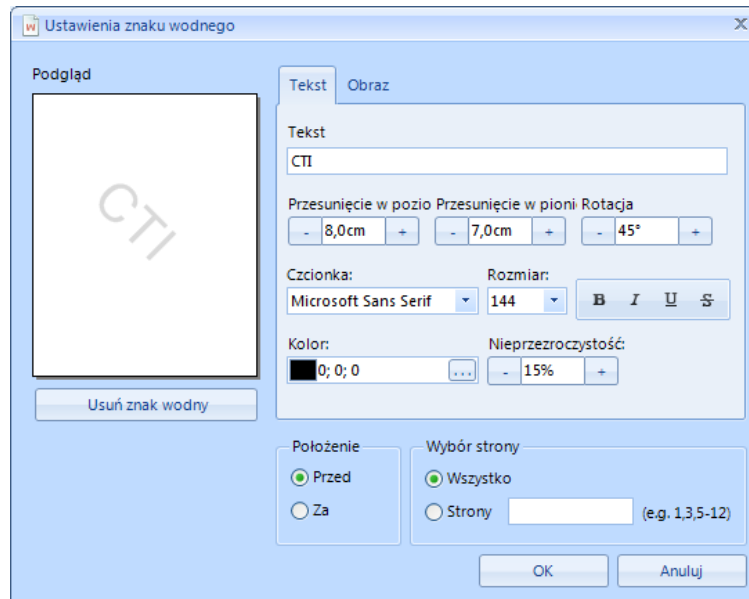 Ustawienia znaku wodnego
Podgląd
CTI
Usuń znak wodny
Tekst Obraz
Tekst
CTI
Przesunięcie w pozio Przesunięcie w pioni Rotacja
- 8,0cm + - 7,0cm + - 45° +
Czcionka: Rozmiar:
Microsoft Sans Serif 144 B I U S
Kolor: Nieprzezroczystość:
0; 0; 0 ... - 15% +
Położenie
Przed
Za
Wybór strony
Wszystko
Strony (e.g. 1,3,5-12)
OK Anuluj